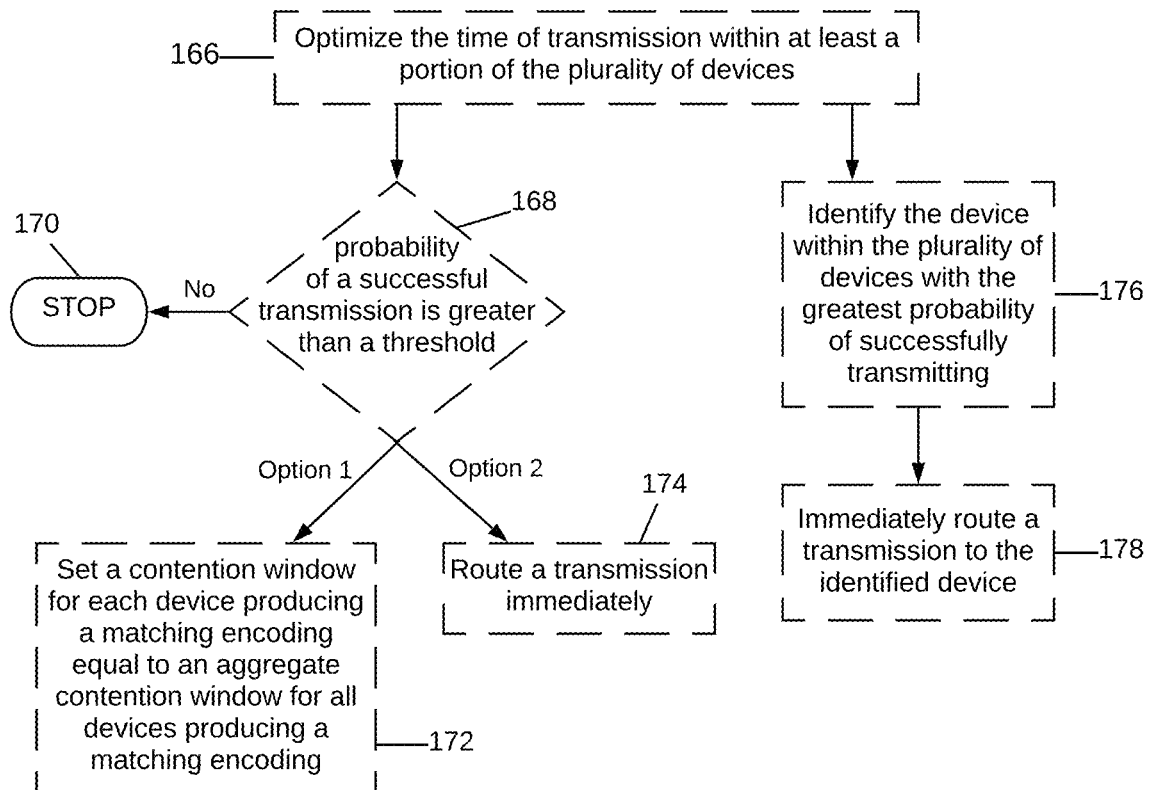 166
Optimize the time of transmission within at least a
portion of the plurality of devices
168
170
probability
of a successful
transmission is greater
than a threshold
No
STOP
Identify the device
within the plurality of
devices with the
greatest probability
of successfully
transmitting
176
Option 1
Option 2
174
Set a contention window
for each device producing
a matching encoding
equal to an aggregate
contention window for all
devices producing a
matching encoding
172
Route a transmission
immediately
Immediately route a
transmission to the
identified device
178